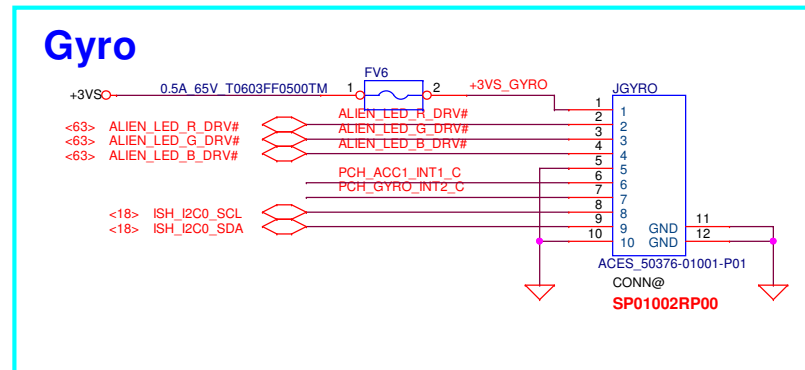 Gyro
FV6
+3VS 0.5A_65V_T0603FF0500TM 1 2 +3VS_GYRO JGYRO
1 1
ALIEN_LED_R_DRV#
<63> ALIEN_LED_R_DRV# 2 2
ALIEN_LED_G_DRV#
<63> ALIEN_LED_G_DRV# 3 3
ALIEN_LED_B_DRV#
<63> ALIEN_LED_B_DRV# 4 4
5 5
PCH_ACC1_INT1_C 6 6
PCH_GYRO_INT2_C 7 7
<18> ISH_I2C0_SCL 8 8
<18> ISH_I2C0_SDA 9 9 GND 11
10 10 GND 12
ACES_50376-01001-P01
CONN@
SP01002RP00